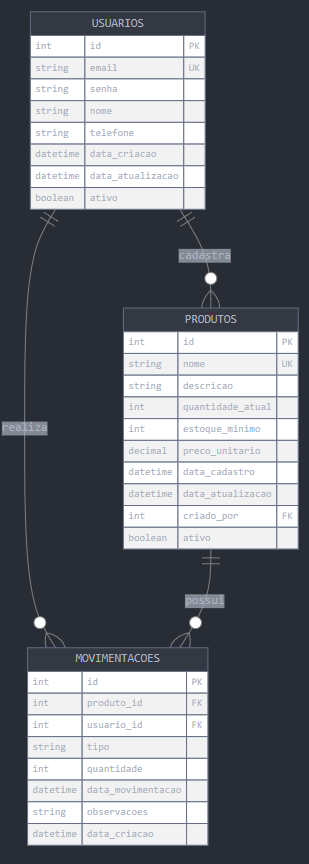 USUARIOS
int id PK
string email UK
string senha
string nome
string telefone
datetime data_criacao
datetime data_atualizacao
boolean ativo
cadastra
PRODUTOS
int id PK
string nome UK
string descricao
int quantidade_atual
int estoque_minimo
decimal preco_unitario
datetime data_cadastro
datetime data_atualizacao
int criado_por FK
boolean ativo
realiza
possui
MOVIMENTACOES
int id PK
int produto_id FK
int usuario_id FK
string tipo
int quantidade
datetime data_movimentacao
string observacoes
datetime data_criacao